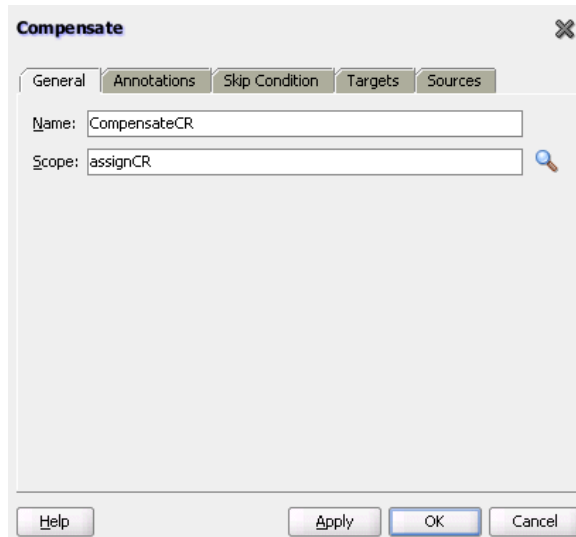 Compensate
General Annotations Skip Condition Targets Sources
Name: CompensateCR
Scope: assignCR
Help Apply OK Cancel